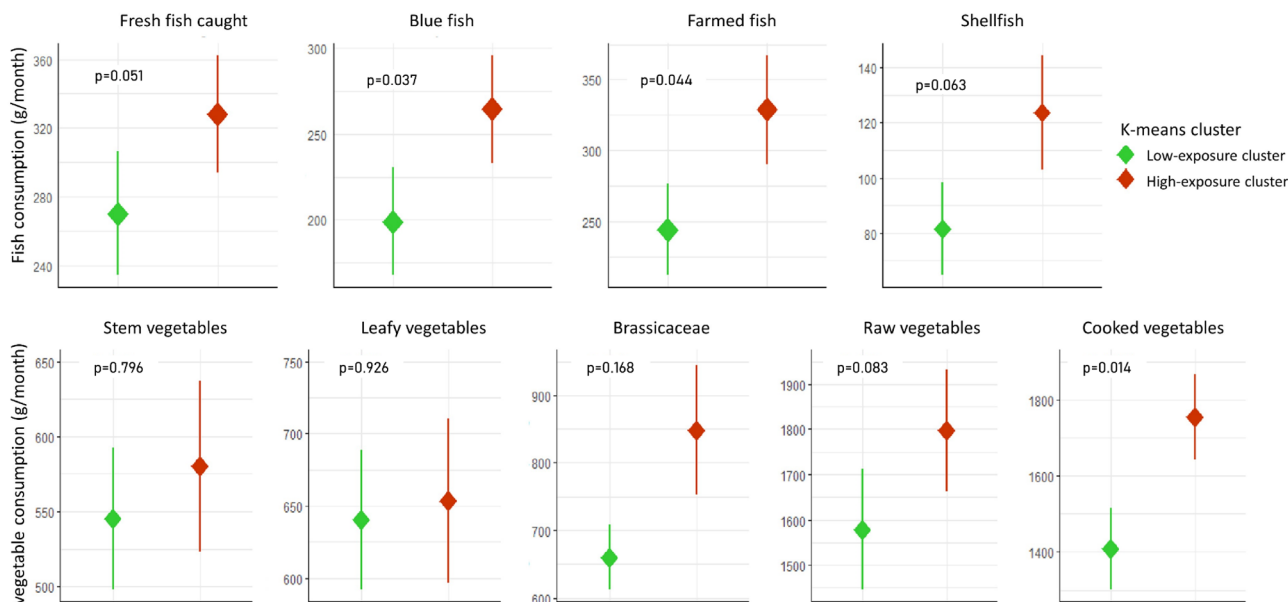 Fresh fish caught
Blue fish
Farmed fish
Shellfish
Fish consumption (g/month)
360
320
280
240
p=0.051
300
250
200
p=0.037
350
300
250
p=0.044
140
120
100
80
p=0.063
K-means cluster
Low-exposure cluster
High-exposure cluster
Stem vegetables
Leafy vegetables
Brassicaceae
Raw vegetables
Cooked vegetables
vegetable consumption (g/month)
650
600
550
500
p=0.796
750
700
650
600
p=0.926
900
800
700
600
p=0.168
1900
1800
1700
1600
1500
p=0.083
1800
1600
1400
p=0.014